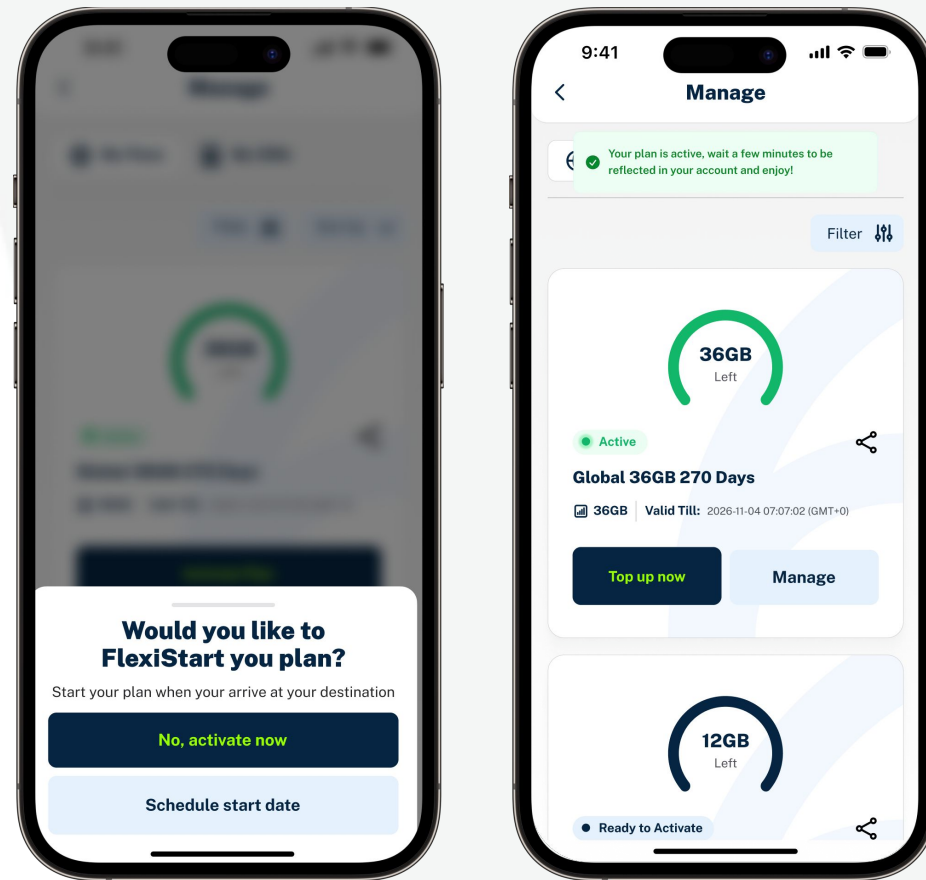 Manage
Would you like to
FlexiStart you plan?
Start your plan when your arrive at your destination
No, activate now
Schedule start date
9:41
Manage
Your plan is active, wait a few minutes to be
reflected in your account and enjoy!
Filter
36GB
Left
Active
Global 36GB 270 Days
36GB Valid Till: 2026-11-04 07:07:02 (GMT+0)
Top up now
Manage
12GB
Left
Ready to Activate